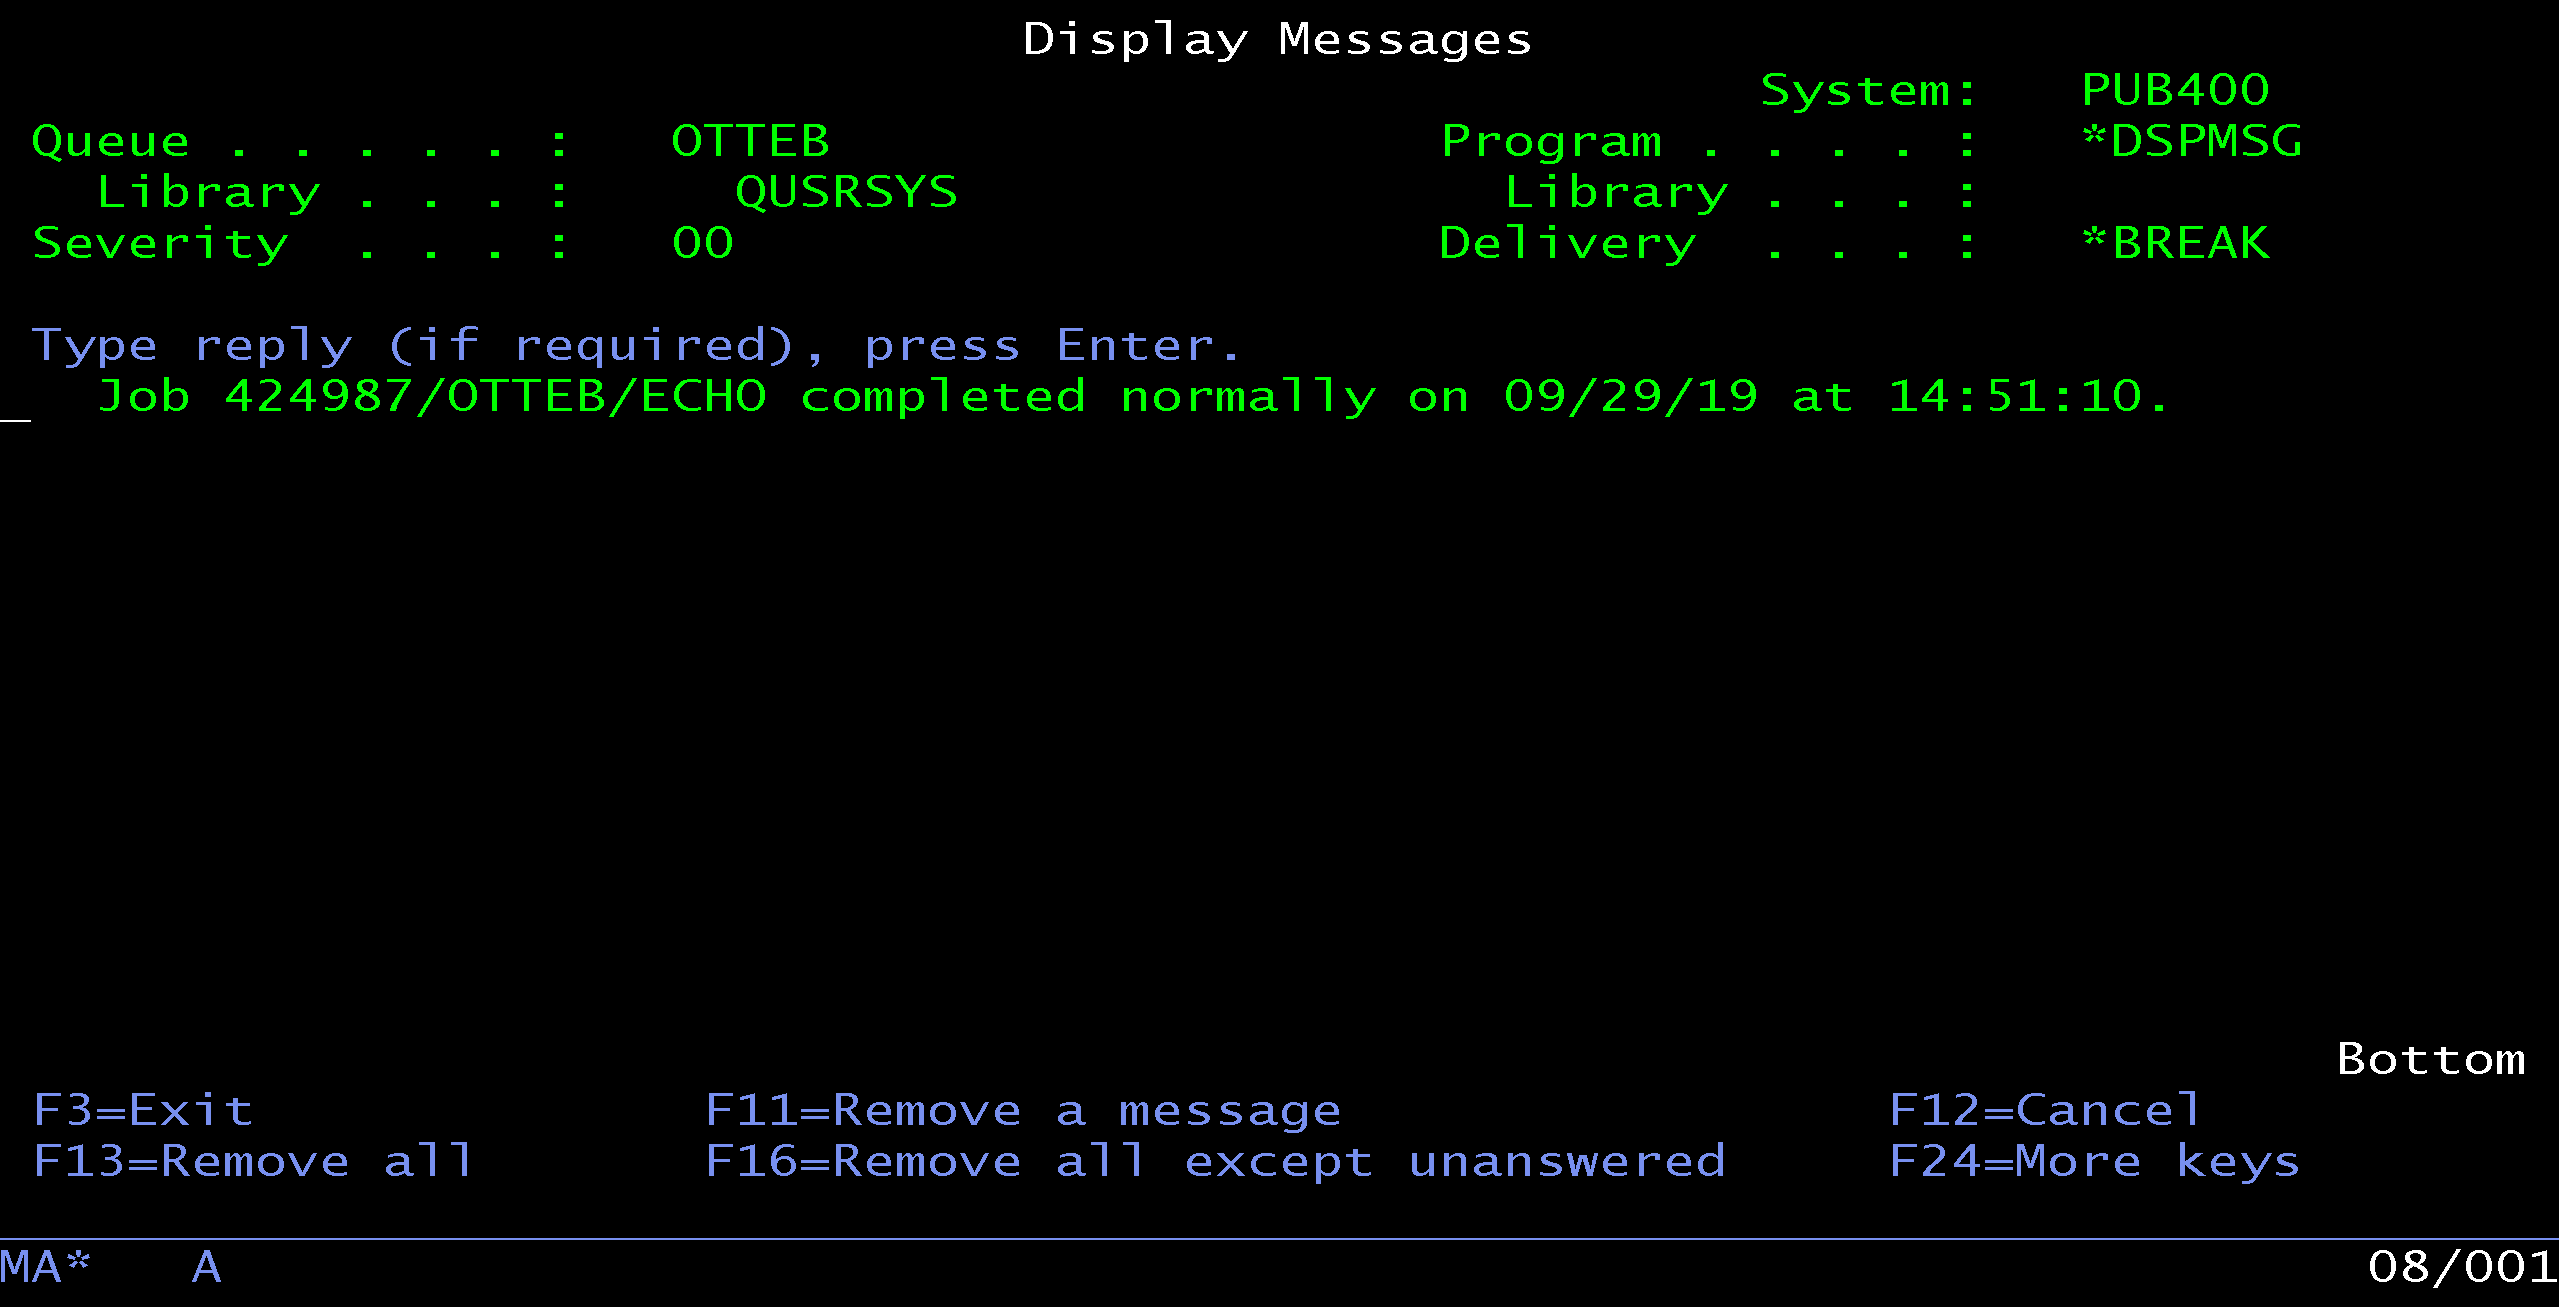 Display Messages
System:   PUB400
Queue . . . . . :   OTTEB                   Program . . . . :   *DSPMSG
  Library . . . :     QUSRSYS                 Library . . . :
Severity  . . . :   00                      Delivery  . . . :   *BREAK
Type reply (if required), press Enter.
  Job 424987/OTTEB/ECHO completed normally on 09/29/19 at 14:51:10.
Bottom
F3=Exit              F11=Remove a message                 F12=Cancel
F13=Remove all       F16=Remove all except unanswered     F24=More keys
MA*   A                                                                   08/001